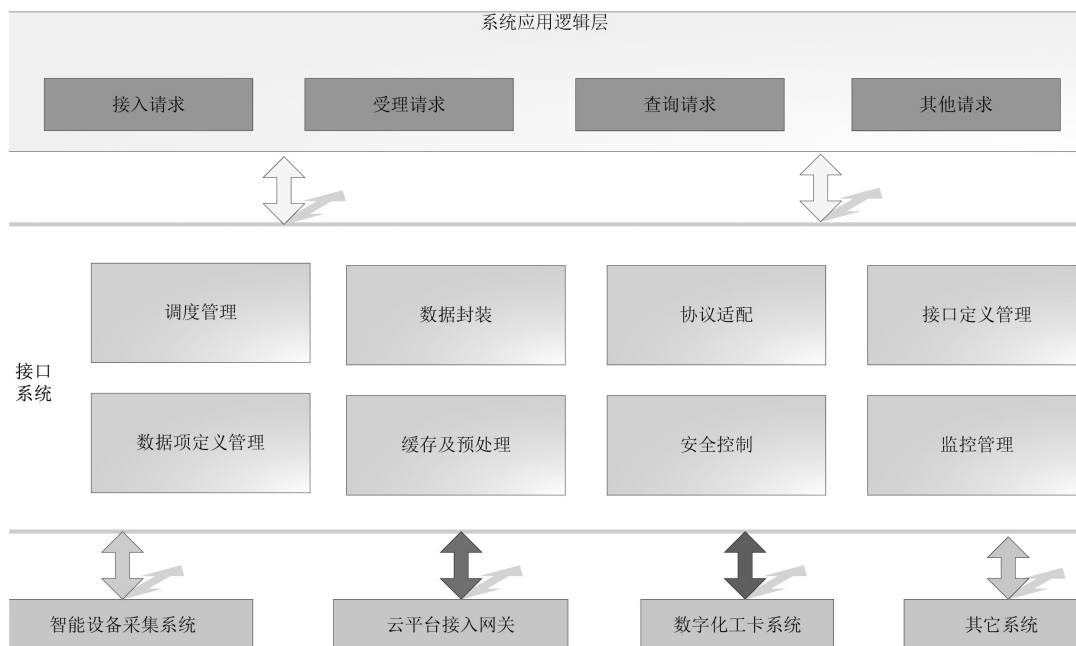 系统应用逻辑层
接入请求
受理请求
查询请求
其他请求
接口
系统
调度管理
数据封装
协议适配
接口定义管理
数据项定义管理
缓存及预处理
安全控制
监控管理
智能设备采集系统
云平台接入网关
数字化工卡系统
其它系统